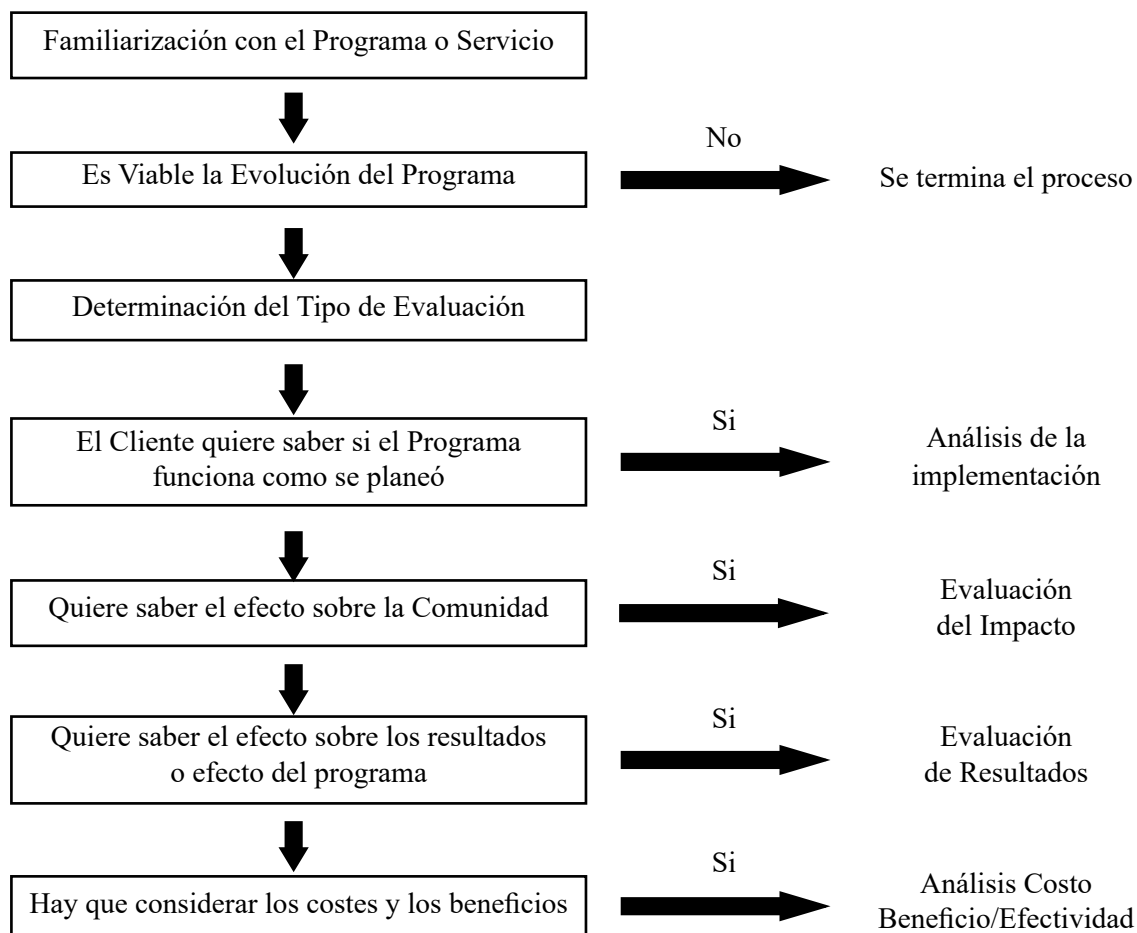 Familiarización con el Programa o Servicio
No
Es Viable la Evolución del Programa
Se termina el proceso
Determinación del Tipo de Evaluación
El Cliente quiere saber si el Programa
funciona como se planeó
Si
Análisis de la
implementación
Quiere saber el efecto sobre la Comunidad
Si
Evaluación
del Impacto
Quiere saber el efecto sobre los resultados
o efecto del programa
Si
Evaluación
de Resultados
Hay que considerar los costes y los beneficios
Si
Análisis Costo
Beneficio/Efectividad